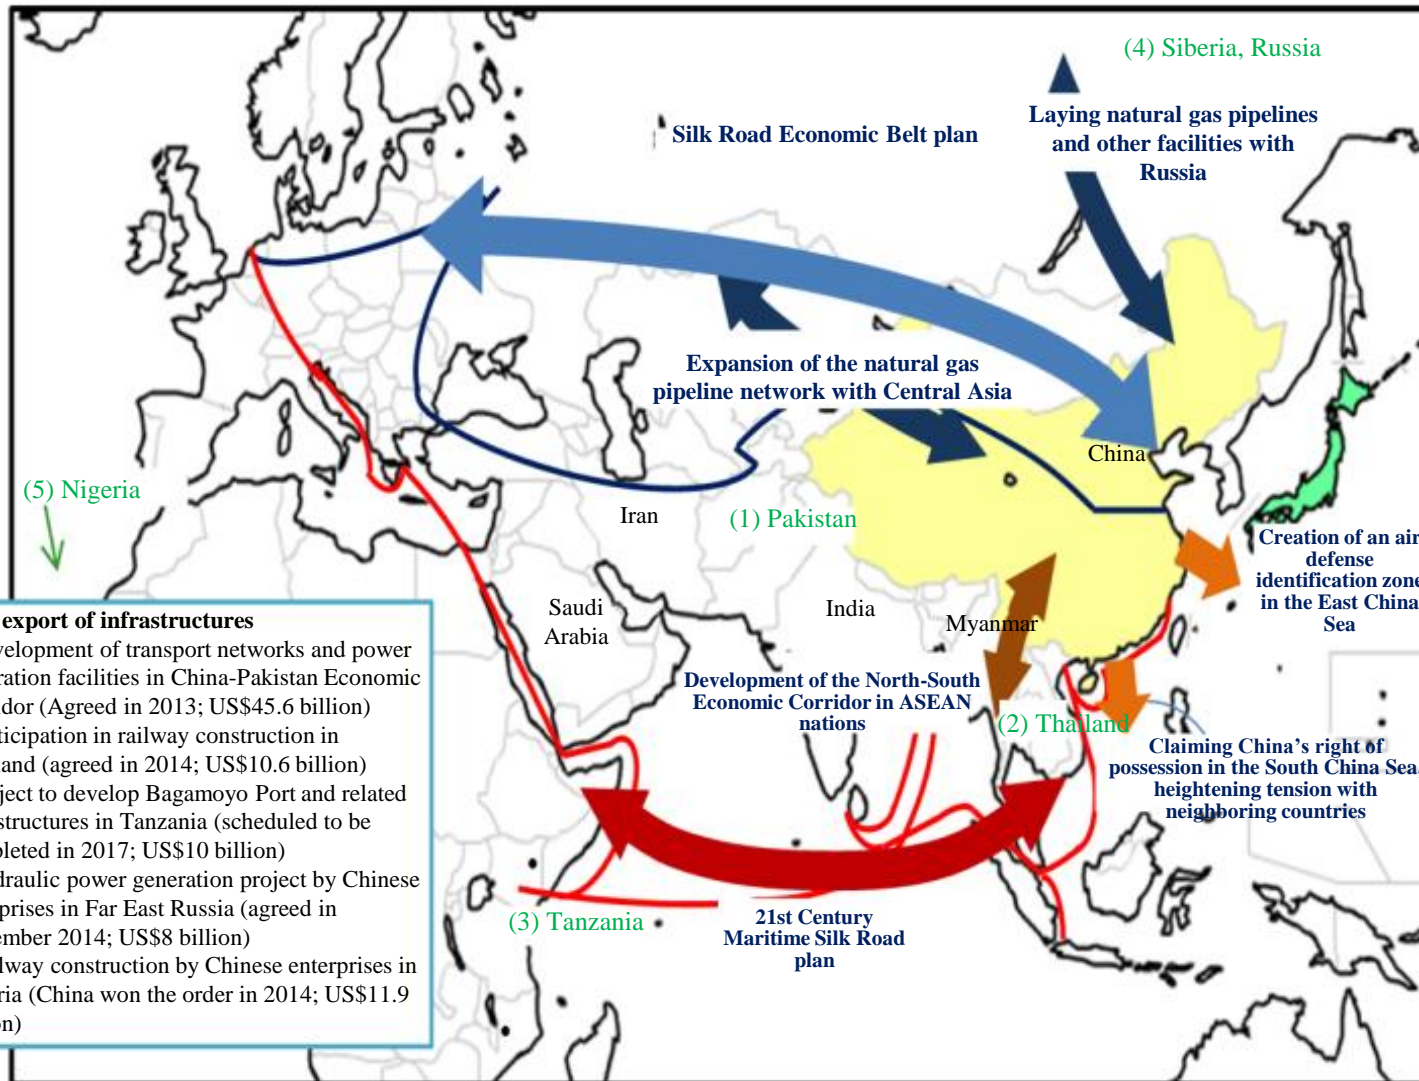 (4) Siberia, Russia
Laying natural gas pipelines
and other facilities with
Russia
Silk Road Economic Belt plan
Expansion of the natural gas
pipeline network with Central Asia
China
(5) Nigeria
Iran
(1) Pakistan
Creation of an air
defense
identification zone
in the East China
Sea
Saudi
Arabia
India
Myanmar
Development of the North-South
Economic Corridor in ASEAN
nations
(2) Thailand
Claiming China's right of
possession in the South China Sea,
heightening tension with
neighboring countries
(3) Tanzania
21st Century
Maritime Silk Road
plan
export of infrastructures
velopment of transport networks and power
ration facilities in China-Pakistan Economic
dor (Agreed in 2013; US$45.6 billion)
ticipation in railway construction in
land (agreed in 2014; US$10.6 billion)
ject to develop Bagamoyo Port and related
structures in Tanzania (scheduled to be
pleted in 2017; US$10 billion)
draulic power generation project by Chinese
prises in Far East Russia (agreed in
ember 2014; US$8 billion)
lway construction by Chinese enterprises in
ria (China won the order in 2014; US$11.9
on)